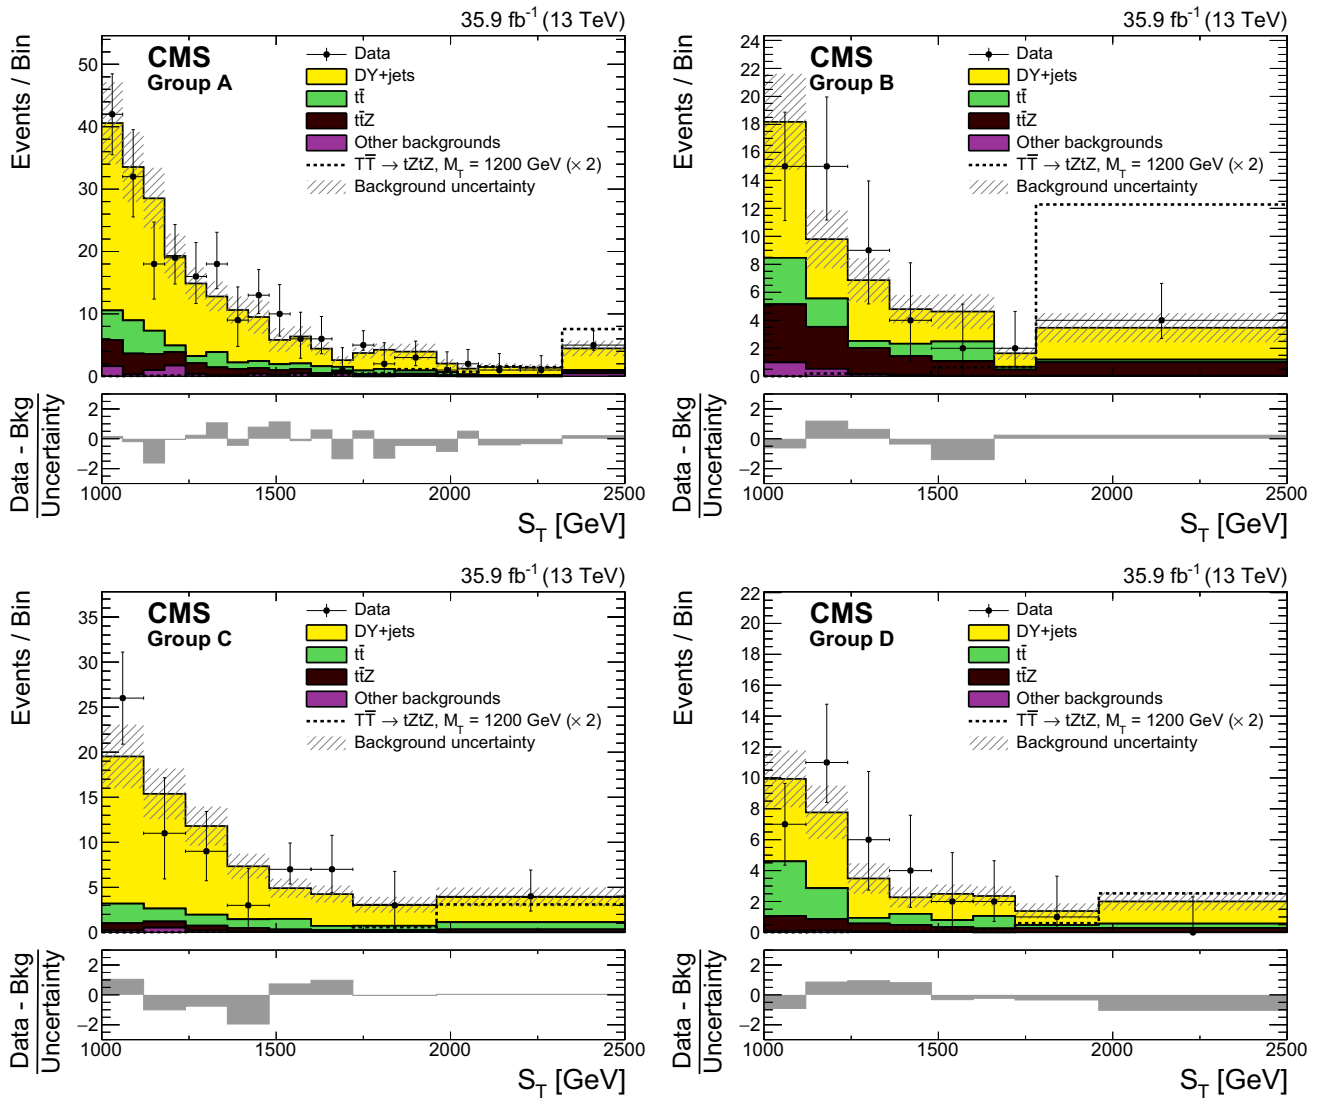 35.9 fb⁻¹ (13 TeV)
Events / Bin
CMS
Group A
Data
DY+jets
tt̄
tt̄Z
Other backgrounds
TT̄ → tZtZ, M_T = 1200 GeV (× 2)
Background uncertainty
50
40
30
20
10
0
Data - Bkg
Uncertainty
2
0
−2
1000 1500 2000 2500
S_T [GeV]
35.9 fb⁻¹ (13 TeV)
Events / Bin
CMS
Group B
Data
DY+jets
tt̄
tt̄Z
Other backgrounds
TT̄ → tZtZ, M_T = 1200 GeV (× 2)
Background uncertainty
24
22
20
18
16
14
12
10
8
6
4
2
0
Data - Bkg
Uncertainty
2
0
−2
1000 1500 2000 2500
S_T [GeV]
35.9 fb⁻¹ (13 TeV)
Events / Bin
CMS
Group C
Data
DY+jets
tt̄
tt̄Z
Other backgrounds
TT̄ → tZtZ, M_T = 1200 GeV (× 2)
Background uncertainty
35
30
25
20
15
10
5
0
Data - Bkg
Uncertainty
2
0
−2
1000 1500 2000 2500
S_T [GeV]
35.9 fb⁻¹ (13 TeV)
Events / Bin
CMS
Group D
Data
DY+jets
tt̄
tt̄Z
Other backgrounds
TT̄ → tZtZ, M_T = 1200 GeV (× 2)
Background uncertainty
22
20
18
16
14
12
10
8
6
4
2
0
Data - Bkg
Uncertainty
2
0
−2
1000 1500 2000 2500
S_T [GeV]